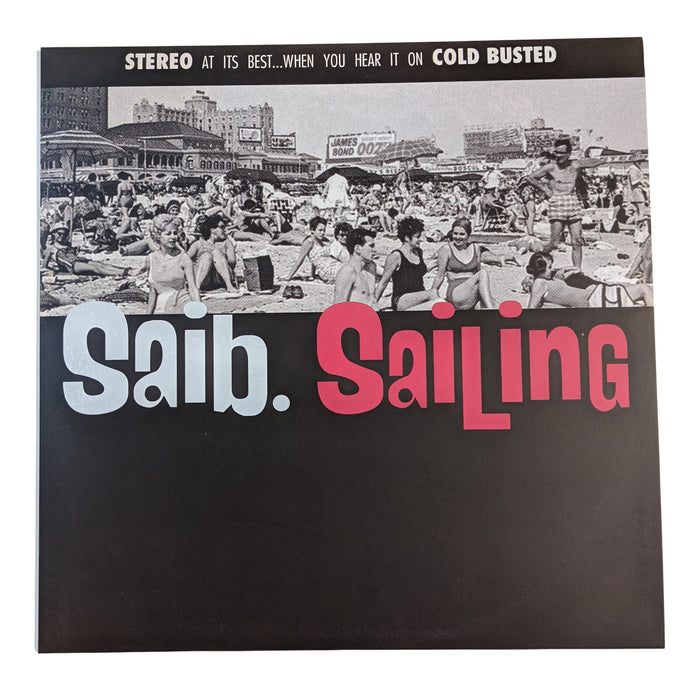 STEREO AT ITS BEST...WHEN YOU HEAR IT ON COLD BUSTED
JAMES
BOND 007
Saib. Sailing